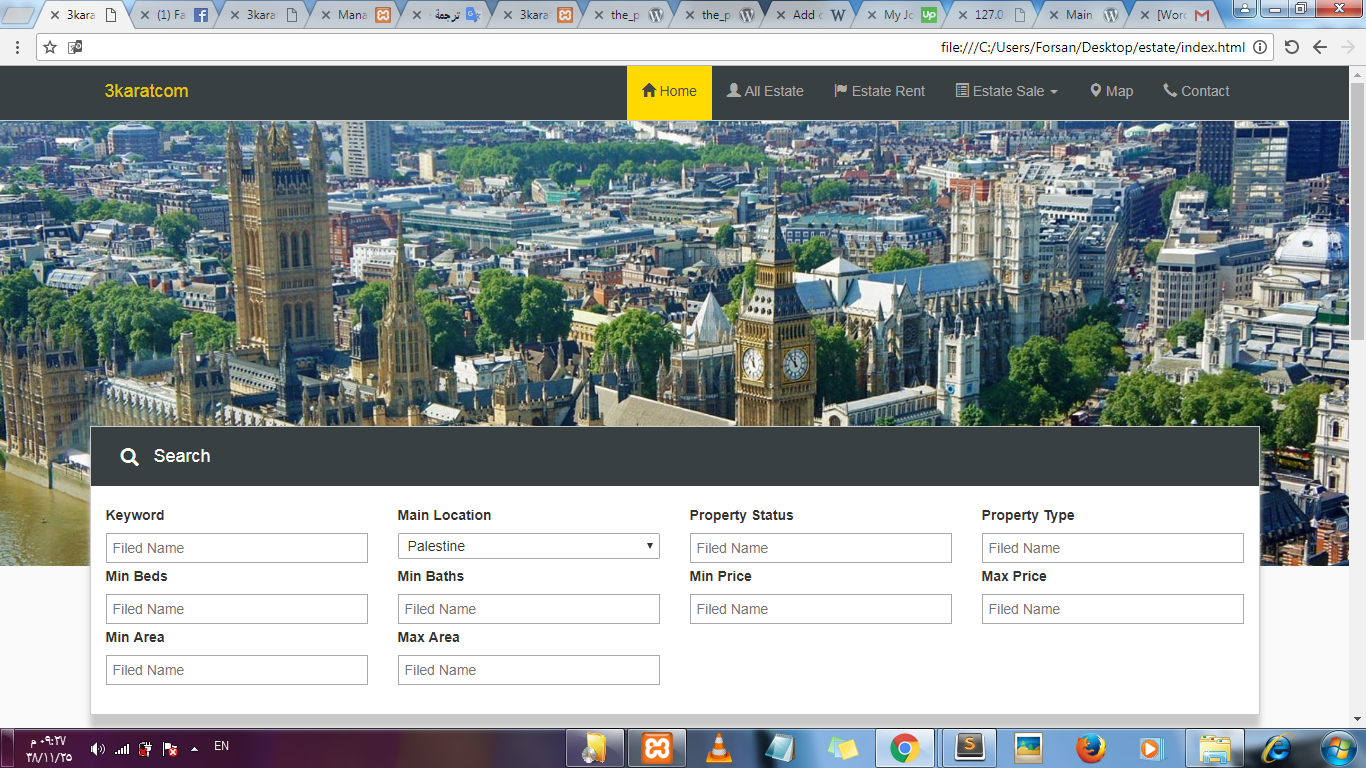 3kara
(1) Fa
3karat
Mana
ترجمة
3kara
the_p
the_p
Add c
My Jo
127.0
Main
[Word
file:///C:/Users/Forsan/Desktop/estate/index.html
3karatcom
Home
All Estate
Estate Rent
Estate Sale
Map
Contact
Search
Keyword
Main Location
Property Status
Property Type
Filed Name
Palestine
Filed Name
Filed Name
Min Beds
Min Baths
Min Price
Max Price
Filed Name
Filed Name
Filed Name
Filed Name
Min Area
Max Area
Filed Name
Filed Name
٠٩:٢٧ م
٣٨/١١/٢٥
EN